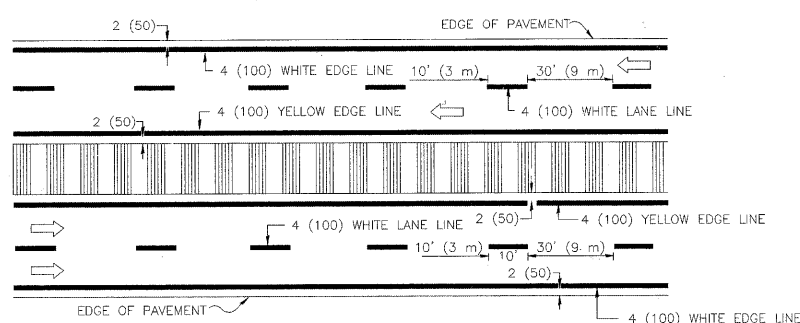 2 (50)
EDGE OF PAVEMENT
4 (100) WHITE EDGE LINE
10' (3 m)
30' (9 m)
4 (100) YELLOW EDGE LINE
4 (100) WHITE LANE LINE
2 (50)
2 (50)
4 (100) YELLOW EDGE LINE
4 (100) WHITE LANE LINE
10' (3 m)
10'
30' (9 m)
2 (50)
EDGE OF PAVEMENT
4 (100) WHITE EDGE LINE